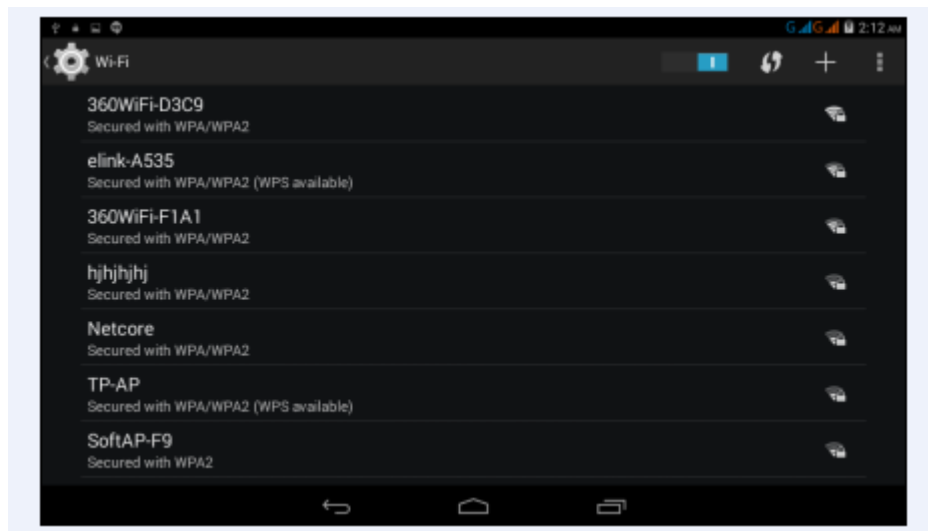 G G 2:12 AM
Wi-Fi
360WiFi-D3C9
Secured with WPA/WPA2
elink-A535
Secured with WPA/WPA2 (WPS available)
360WiFi-F1A1
Secured with WPA/WPA2
hjhjhjhj
Secured with WPA/WPA2
Netcore
Secured with WPA/WPA2
TP-AP
Secured with WPA/WPA2 (WPS available)
SoftAP-F9
Secured with WPA2